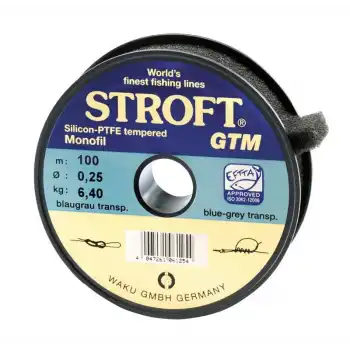 World's
finest fishing lines
STROFT®
GTM
Silicon-PTFE tempered
Monofil
m: 100
Ø: 0,25
kg: 6,40
blaugrau transp.
EFFTA
APPROVED
blue-grey transp.
WAKU GMBH GERMANY